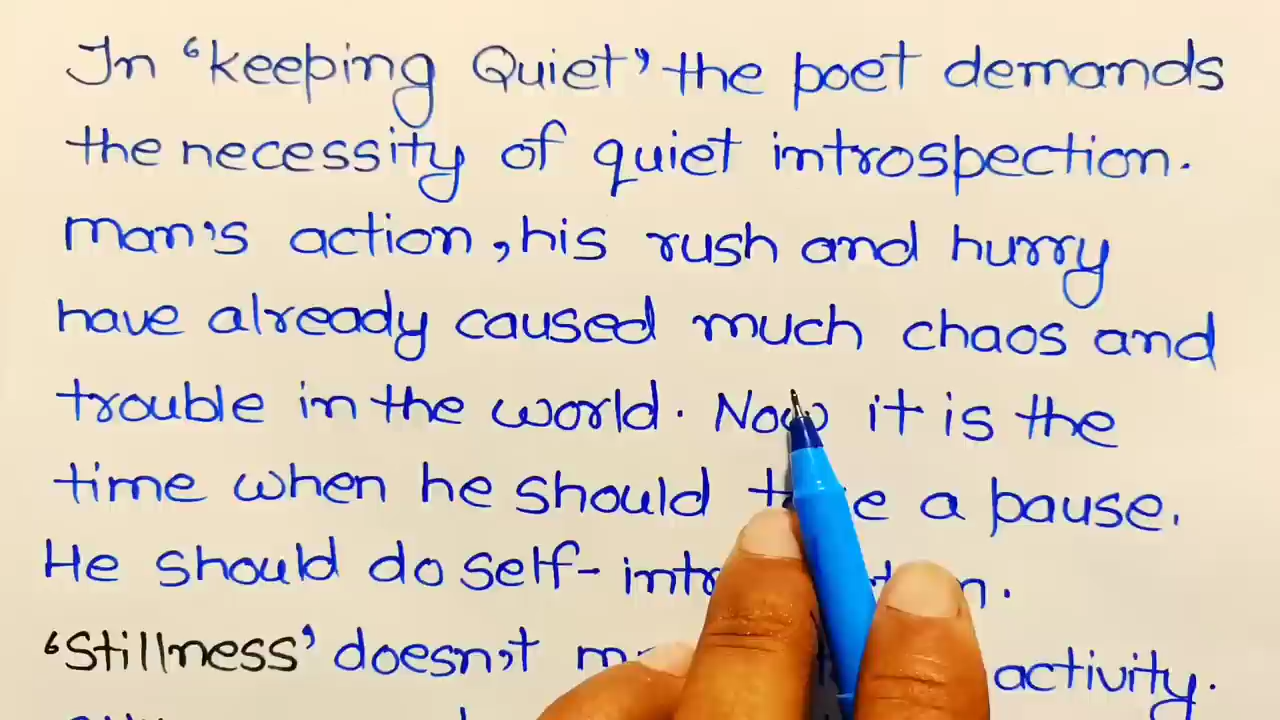 In ‘keeping Quiet’ the poet demands
the necessity of quiet introspection.
Man's action, his rush and hurry
have already caused much chaos and
trouble in the world. Now it is the
time when he should a pause.
He should do self-
‘Stillness’ doesn't activity.